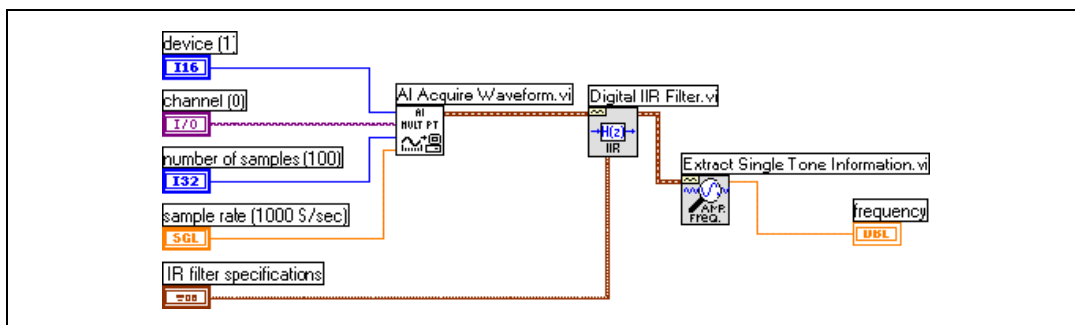 device (1)
I16
channel (0)
I/O
number of samples (100)
I32
sample rate (1000 S/sec)
SGL
IR filter specifications
AI Acquire Waveform.vi
AI
MULT PT
Digital IIR Filter.vi
H(z)
IIR
Extract Single Tone Information.vi
AMP
FREQ.
frequency
DBL